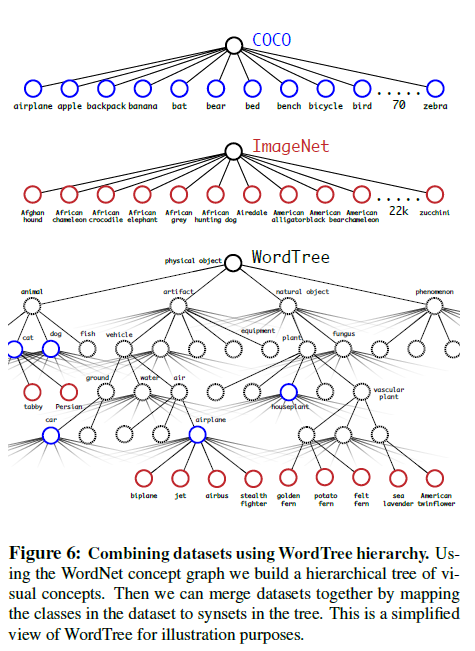 COCO
airplane apple backpack banana bat bear bed bench bicycle bird 70 zebra
ImageNet
Afghan hound African chameleon African crocodile African elephant African grey African hunting dog Airedale American alligator American black bear American chameleon 22k zucchini
WordTree
physical object
animal artifact natural object phenomenon
cat dog fish vehicle equipment plant fungus
ground water air
tabby Persian houseplant vascular plant
car airplane
biplane jet airbus stealth fighter golden fern potato fern felt fern sea lavender American twinflower
Figure 6: Combining datasets using WordTree hierarchy. Us-
ing the WordNet concept graph we build a hierarchical tree of vi-
sual concepts. Then we can merge datasets together by mapping
the classes in the dataset to synsets in the tree. This is a simplified
view of WordTree for illustration purposes.